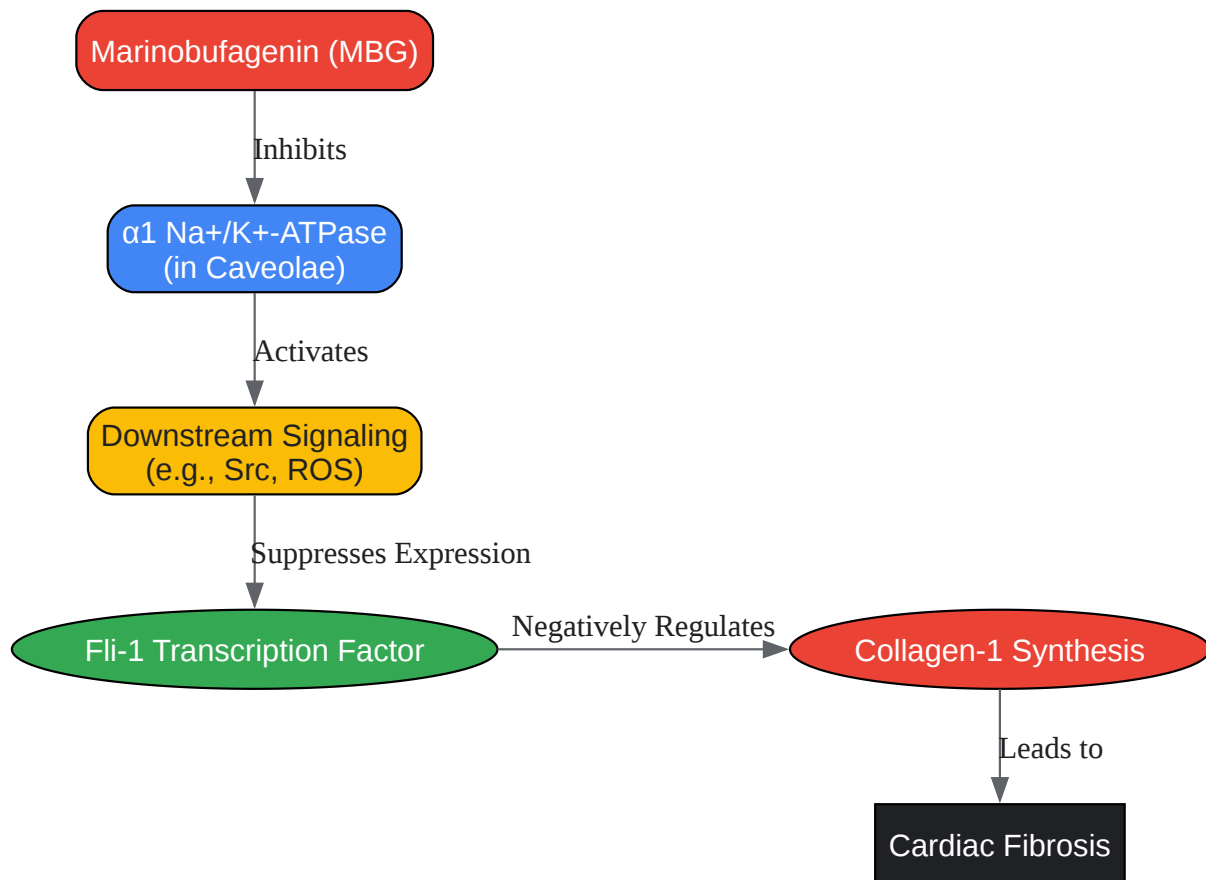 Marinobufagenin (MBG)
Inhibits
α1 Na+/K+-ATPase
(in Caveolae)
Activates
Downstream Signaling
(e.g., Src, ROS)
Suppresses Expression
Fli-1 Transcription Factor
Negatively Regulates
Collagen-1 Synthesis
Leads to
Cardiac Fibrosis